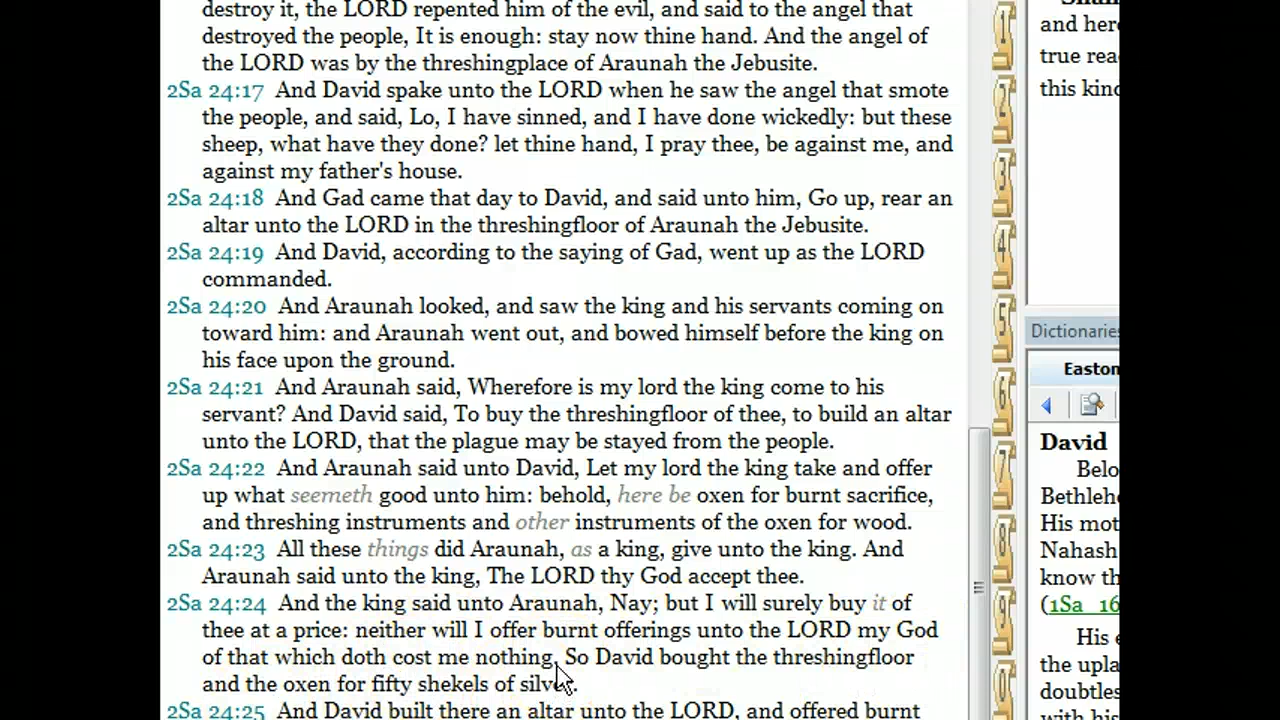 destroy it, the LORD repented him of the evil, and said to the angel that
destroyed the people, It is enough: stay now thine hand. And the angel of
the LORD was by the threshingplace of Araunah the Jebusite.
2Sa 24:17 And David spake unto the LORD when he saw the angel that smote
the people, and said, Lo, I have sinned, and I have done wickedly: but these
sheep, what have they done? let thine hand, I pray thee, be against me, and
against my father's house.
2Sa 24:18 And Gad came that day to David, and said unto him, Go up, rear an
altar unto the LORD in the threshingfloor of Araunah the Jebusite.
2Sa 24:19 And David, according to the saying of Gad, went up as the LORD
commanded.
2Sa 24:20 And Araunah looked, and saw the king and his servants coming on
toward him: and Araunah went out, and bowed himself before the king on
his face upon the ground.
2Sa 24:21 And Araunah said, Wherefore is my lord the king come to his
servant? And David said, To buy the threshingfloor of thee, to build an altar
unto the LORD, that the plague may be stayed from the people.
2Sa 24:22 And Araunah said unto David, Let my lord the king take and offer
up what seemeth good unto him: behold, here be oxen for burnt sacrifice,
and threshing instruments and other instruments of the oxen for wood.
2Sa 24:23 All these things did Araunah, as a king, give unto the king. And
Araunah said unto the king, The LORD thy God accept thee.
2Sa 24:24 And the king said unto Araunah, Nay; but I will surely buy it of
thee at a price: neither will I offer burnt offerings unto the LORD my God
of that which doth cost me nothing. So David bought the threshingfloor
and the oxen for fifty shekels of silver.
2Sa 24:25 And David built there an altar unto the LORD, and offered burnt
1
2
3
4
5
6
7
8
9
0
and here
true rea
this kind
Dictionaries
Easton
David
Belo
Bethlehe
His mot
Nahash
know th
(1Sa_16
His e
the upla
doubtles
with his